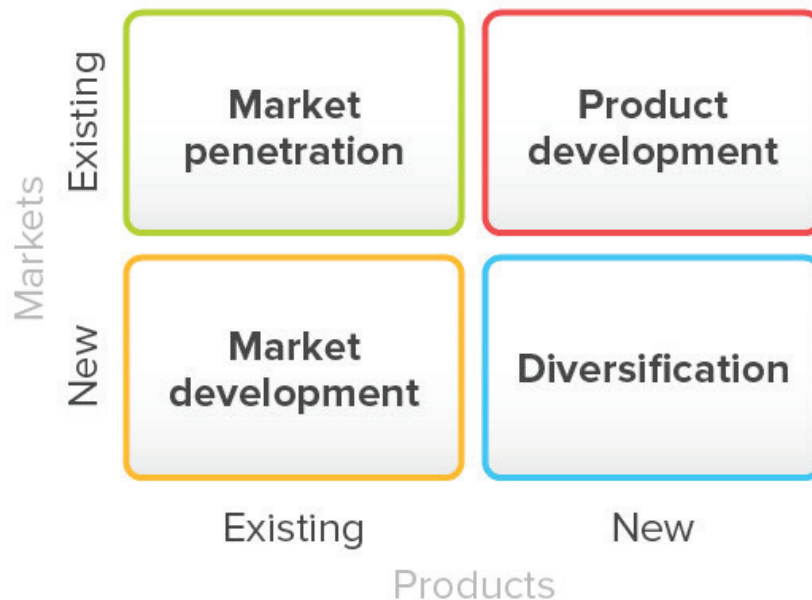 Markets
Existing
Market
penetration
Product
development
New
Market
development
Diversification
Existing
New
Products